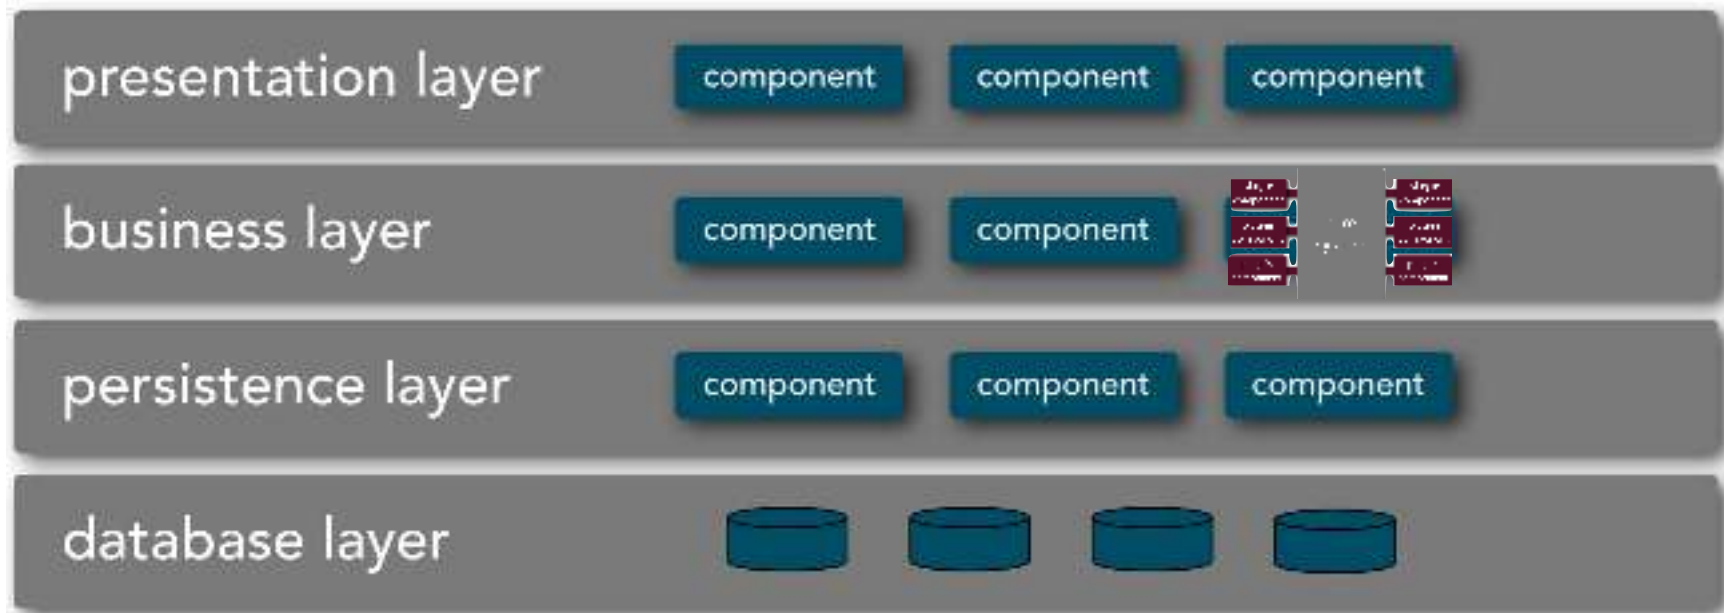 presentation layer component component component
business layer component component
persistence layer component component component
database layer